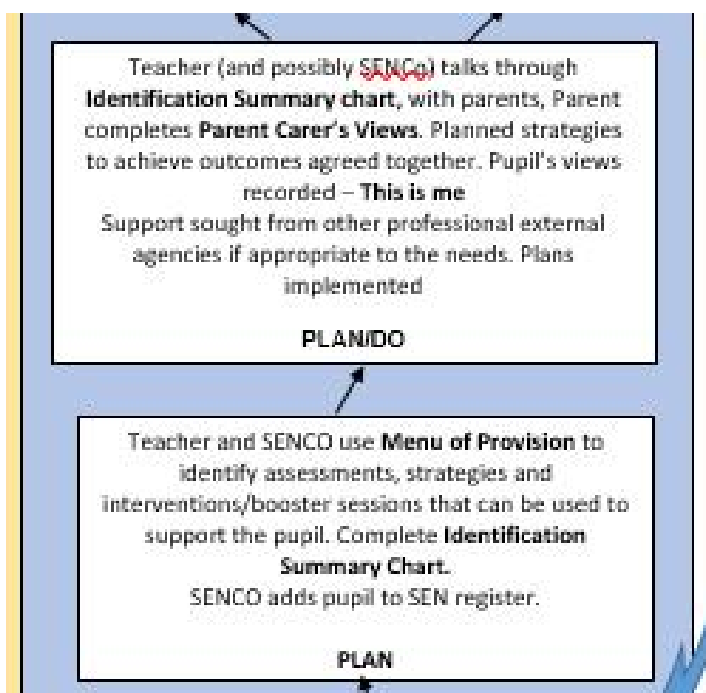 Teacher (and possibly SENCo) talks through
Identification Summary chart, with parents, Parent
completes Parent Carer's Views. Planned strategies
to achieve outcomes agreed together. Pupil's views
recorded – This is me
Support sought from other professional external
agencies if appropriate to the needs. Plans
implemented
PLAN/DO
Teacher and SENCO use Menu of Provision to
identify assessments, strategies and
interventions/booster sessions that can be used to
support the pupil. Complete Identification
Summary Chart.
SENCO adds pupil to SEN register.
PLAN